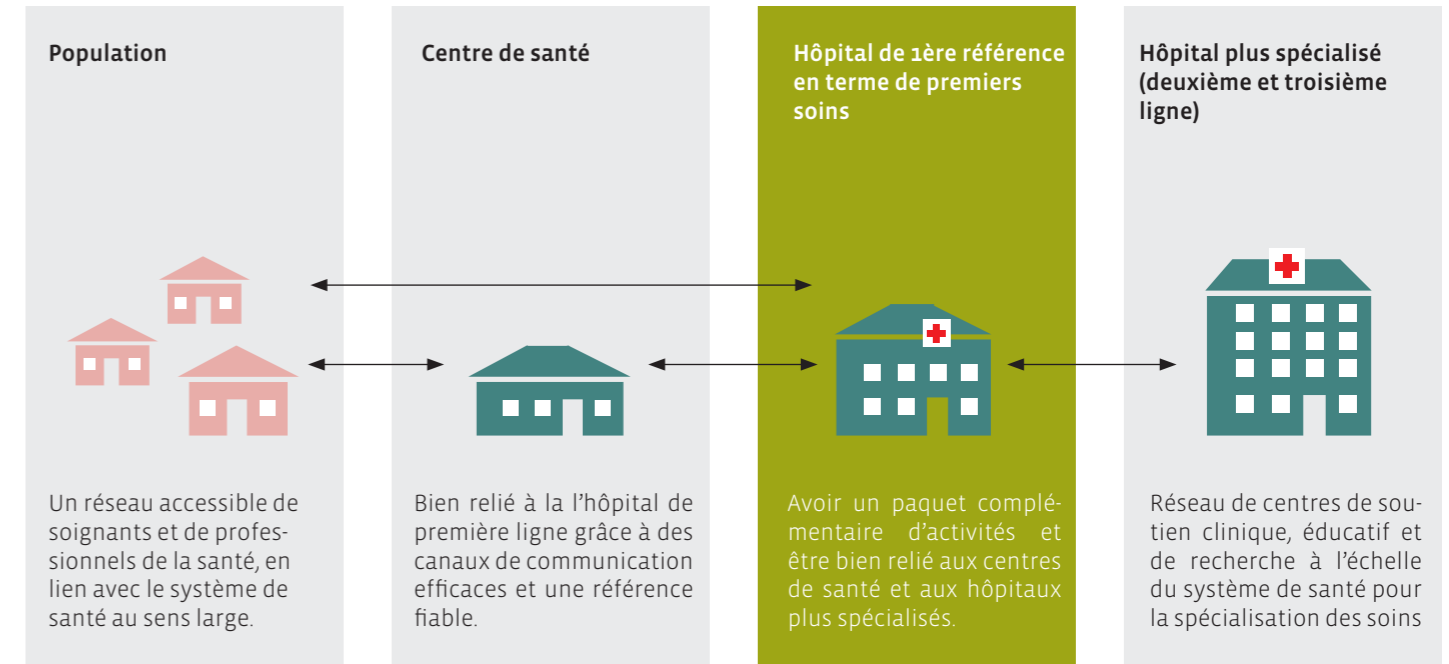 Population
Centre de santé
Hôpital de 1ère référence
en terme de premiers
soins
Hôpital plus spécialisé
(deuxième et troisième
ligne)
Un réseau accessible de
soignants et de profes-
sionnels de la santé, en
lien avec le système de
santé au sens large.
Bien relié à la l’hôpital de
première ligne grâce à des
canaux de communication
efficaces et une référence
fiable.
Avoir un paquet complé-
mentaire d’activités et
être bien relié aux centres
de santé et aux hôpitaux
plus spécialisés.
Réseau de centres de sou-
tien clinique, éducatif et
de recherche à l’échelle
du système de santé pour
la spécialisation des soins